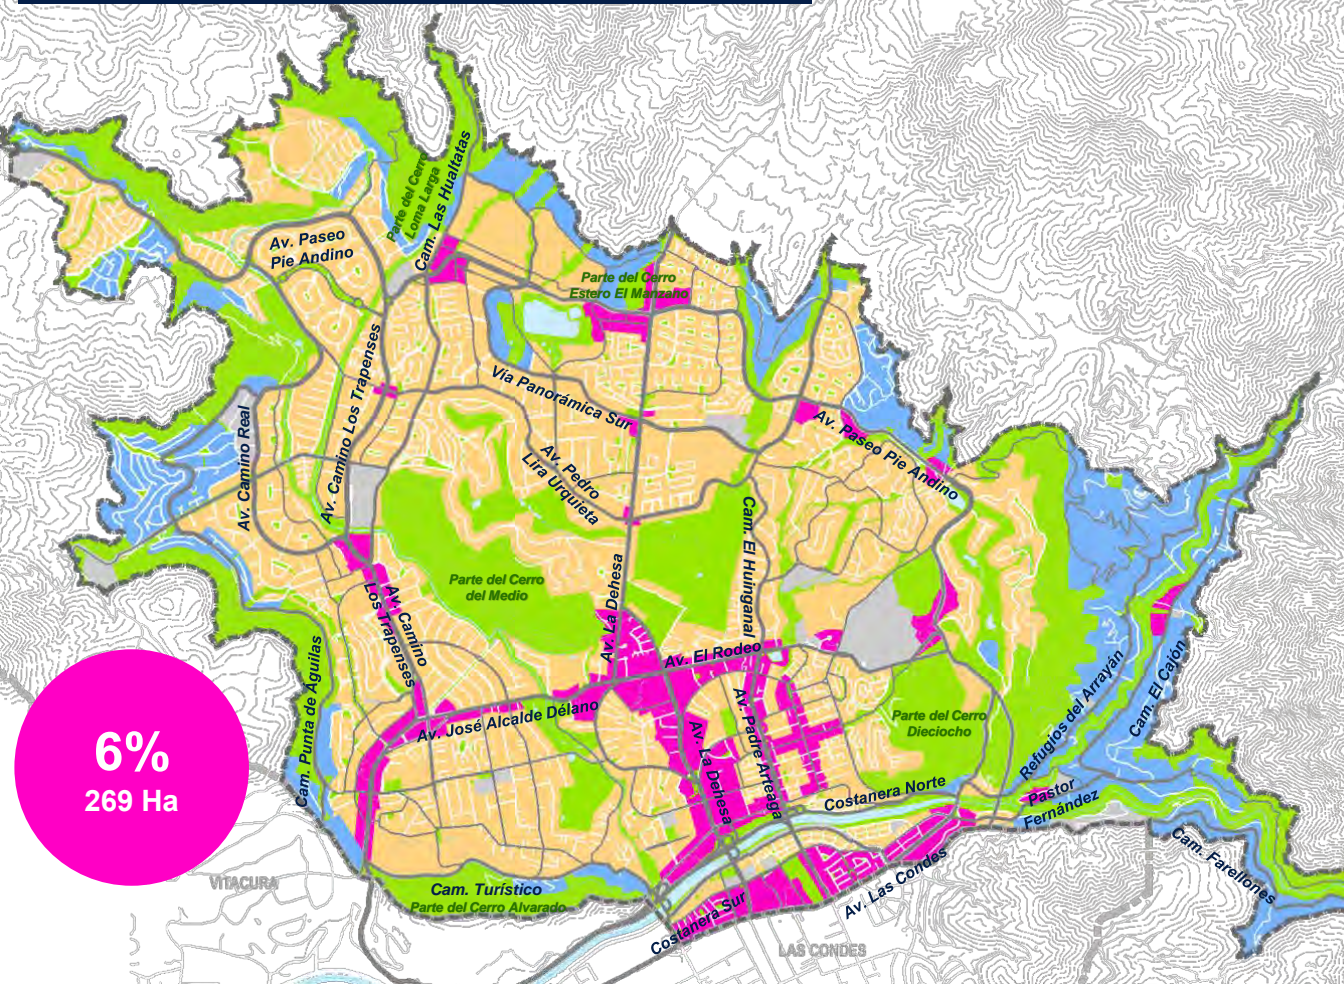 Parte del Cerro
Loma Larga
Cam. Las Hualtatas
Av. Paseo
Pie Andino
Parte del Cerro
Estero El Manzano
Av. Camino Los Trapenses
Vía Panorámica Sur
Av. Camino Real
Av. Pedro
Lira Urquieta
Av. Paseo Pie Andino
Cam. El Huinganal
Parte del Cerro
del Medio
Av. La Dehesa
Av. Camino
Los Trapenses
Av. El Rodeo
Cam. Punta de Aguilas
Av. José Alcalde Délano
Av. La Dehesa
Av. Padre Arteaga
Parte del Cerro
Dieciocho
Refugios del Arrayán
Cam. El Cajón
6%
269 Ha
Costanera Norte
Pastor
Fernández
Cam. Farellones
VITACURA
Cam. Turístico
Parte del Cerro Alvarado
Av. Las Condes
Costanera Sur
LAS CONDES